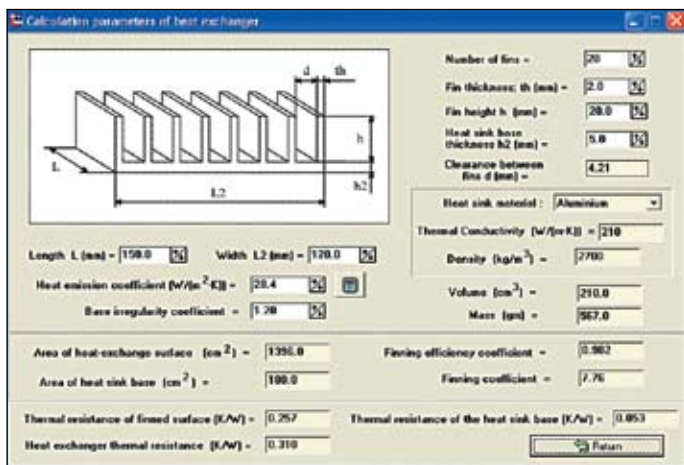 Calculation parameters of heat exchanger
d th
h
h2
L
L2
Number of fins = 20
Fin thickness; th (mm) = 2.0
Fin height h (mm) = 20.0
Heat sink base
thickness h2 (mm) = 5.0
Clearance between
fins d (mm) = 4.21
Heat sink material : Aluminium
Thermal Conductivity (W/(m·K)) = 210
Density (kg/m³) = 2700
Length L (mm) = 150.0 Width L2 (mm) = 120.0
Heat emission coefficient (W/(m²·K)) = 28.4
Base irregularity coefficient = 1.20
Volume (cm³) = 210.0
Mass (gm) = 567.0
Area of heat-exchange surface (cm²) = 1396.0
Area of heat sink base (cm²) = 180.0
Finning efficiency coefficient = 0.982
Finning coefficient = 7.76
Thermal resistance of finned surface (K/W) = 0.257
Thermal resistance of the heat sink base (K/W) = 0.053
Heat exchanger thermal resistance (K/W) = 0.310
Return